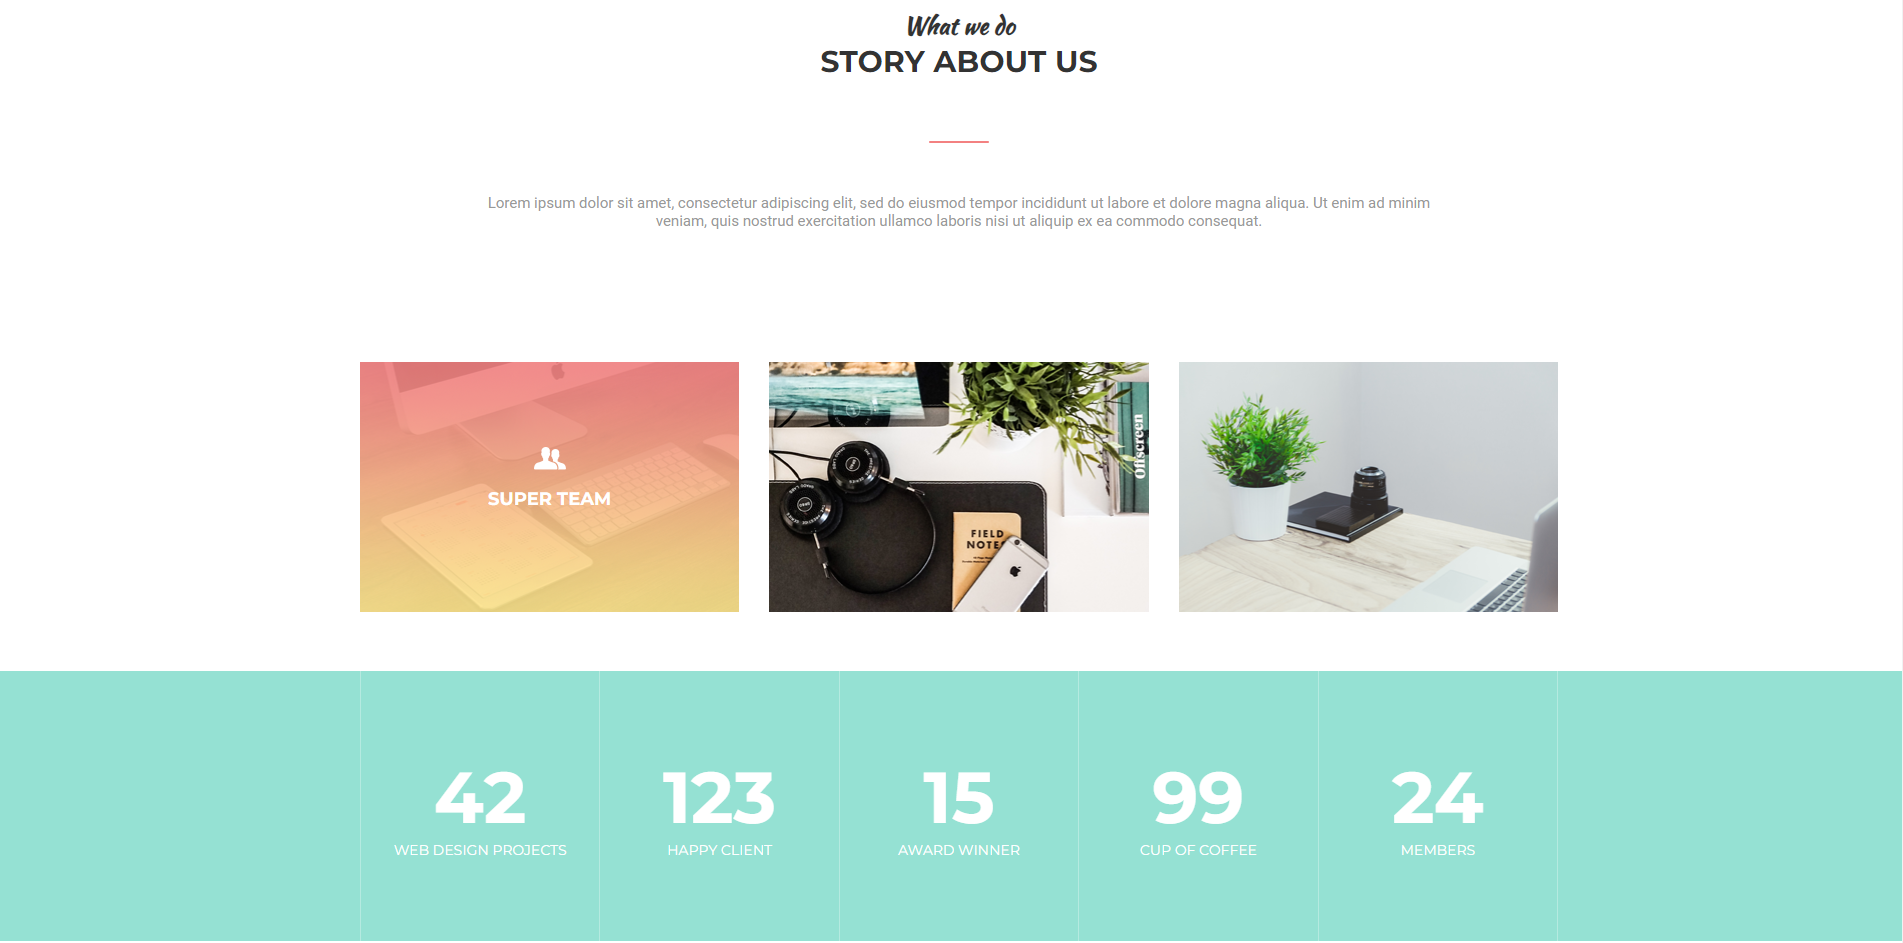 What we do
STORY ABOUT US
Lorem ipsum dolor sit amet, consectetur adipiscing elit, sed do eiusmod tempor incididunt ut labore et dolore magna aliqua. Ut enim ad minim
veniam, quis nostrud exercitation ullamco laboris nisi ut aliquip ex ea commodo consequat.
SUPER TEAM
Offscreen
FIELD
42
WEB DESIGN PROJECTS
123
HAPPY CLIENT
15
AWARD WINNER
99
CUP OF COFFEE
24
MEMBERS